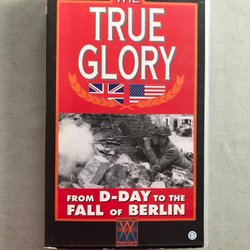 THE
TRUE
GLORY
FROM D-DAY TO THE
FALL OF BERLIN